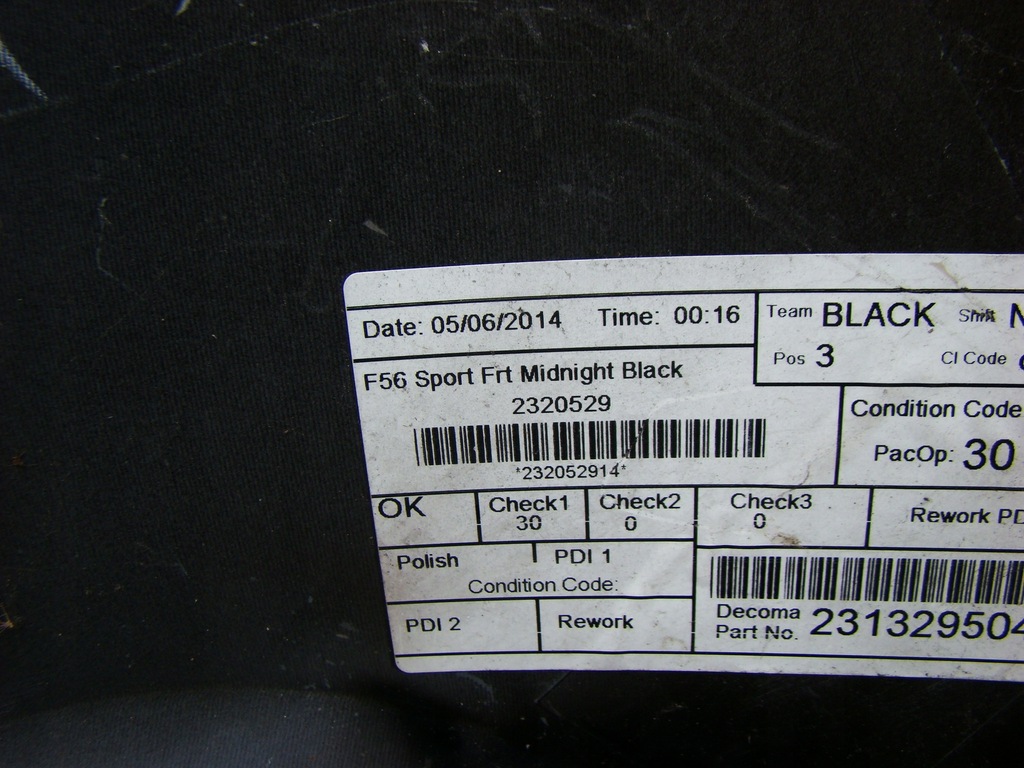 Date: 05/06/2014 Time: 00:16
Team BLACK Shift
Pos 3 CI Code
F56 Sport Frt Midnight Black
2320529
*232052914*
Condition Code
PacOp: 30
OK
Check1
30
Check2
0
Check3
0
Rework
Polish PDI 1
Condition Code:
PDI 2 Rework
Decoma
Part No. 231329504